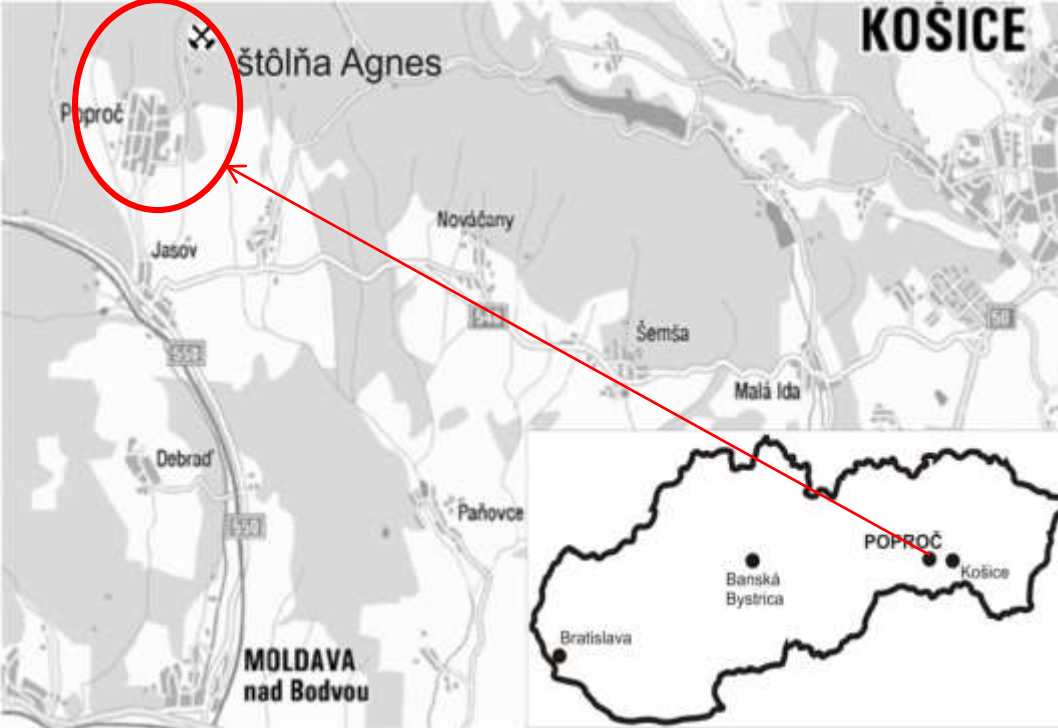 KOŠICE
štôlňa Agnes
Poproč
Nováčany
Jasóv
548
50
Šemša
550
Malá Ida
Debraď
Paňovce
550
POPROČ
Košice
Banská
Bystrica
Bratislava
MOLDAVA
nad Bodvou